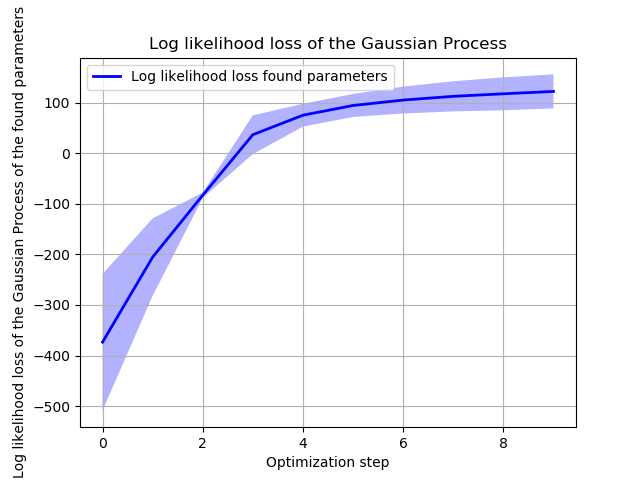 Log likelihood loss of the Gaussian Process
Log likelihood loss found parameters
Log likelihood loss of the Gaussian Process of the found parameters
100
0
−100
−200
−300
−400
−500
0 2 4 6 8
Optimization step